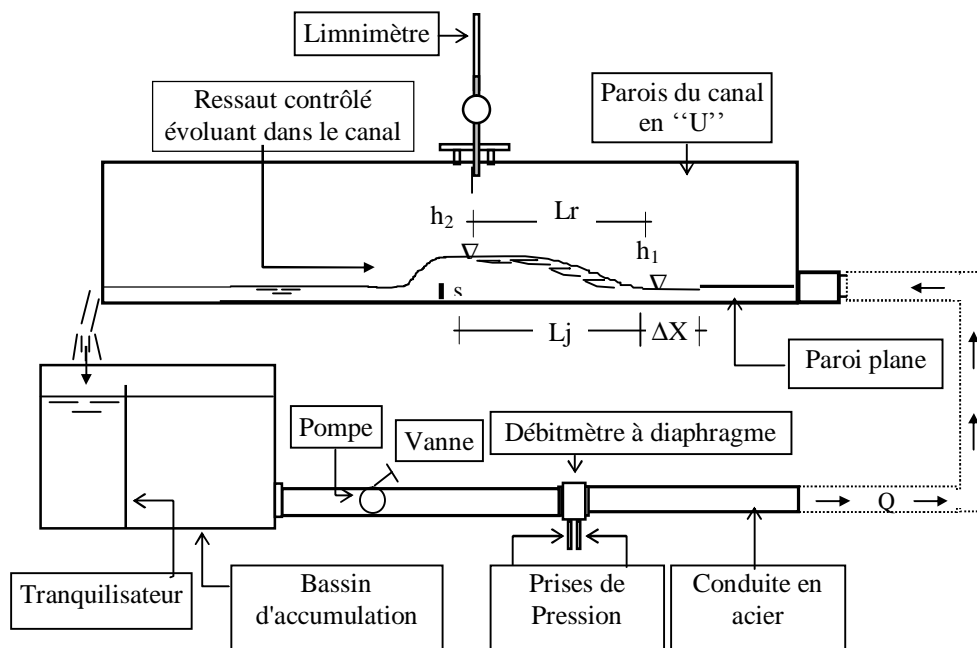 Limnimètre
Ressaut contrôlé
évoluant dans le canal
Parois du canal
en ‘‘U’’
h2
Lr
h1
s
Lj
ΔX
Paroi plane
Pompe
Vanne
Débitmètre à diaphragme
Q
Tranquilisateur
Bassin
d'accumulation
Prises de
Pression
Conduite en
acier